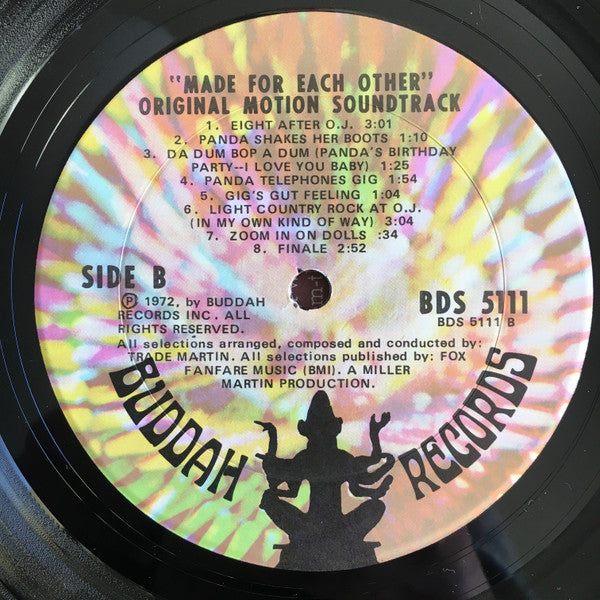 "MADE FOR EACH OTHER"
ORIGINAL MOTION SOUNDTRACK
1. EIGHT AFTER O.J. 3:01
2. PANDA SHAKES HER BOOTS 1:10
3. DA DUM BOP A DUM (PANDA'S BIRTHDAY
PARTY--I LOVE YOU BABY) 1:25
4. PANDA TELEPHONES GIG 1:54
5. GIG'S GUT FEELING 1:04
6. LIGHT COUNTRY ROCK AT O.J.
(IN MY OWN KIND OF WAY) 3:04
7. ZOOM IN ON DOLLS :34
8. FINALE 2:52
SIDE B
BDS 5111
BDS 5111 B
℗ 1972, by BUDDAH
RECORDS INC. ALL
RIGHTS RESERVED.
All selections arranged, composed and conducted by:
TRADE MARTIN. All selections published by: FOX
FANFARE MUSIC (BMI). A MILLER
MARTIN PRODUCTION.
BUDDAH RECORDS